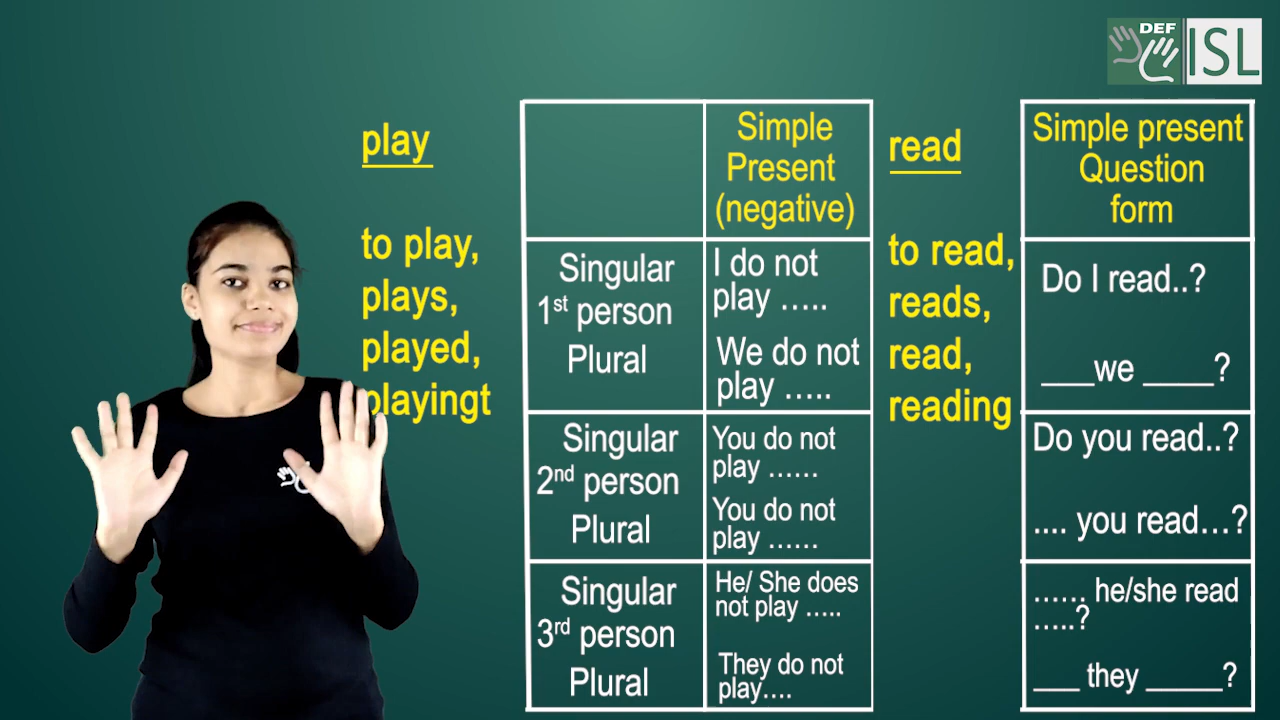 DEF
ISL
play
to play,
plays,
played,
playingt
Simple
Present
(negative)
Singular
1st person
Plural
I do not
play …..
We do not
play …..
Singular
2nd person
Plural
You do not
play ……
You do not
play ……
Singular
3rd person
Plural
He/ She does
not play …..
They do not
play….
read
to read,
reads,
read,
reading
Simple present
Question
form
Do I read..?
___we ____?
Do you read..?
.... you read…?
…… he/she read
…..?
___ they _____?